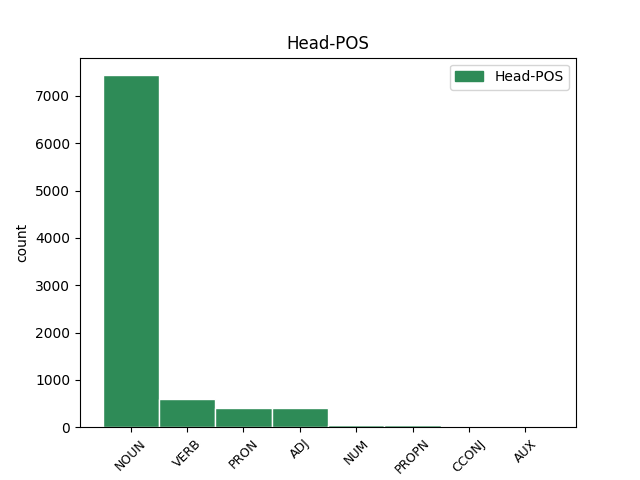 Head-POS
Head-POS
count
7000
6000
5000
4000
3000
2000
1000
0
NOUN
VERB
PRON
ADJ
NUM
PROPN
CCONJ
AUX